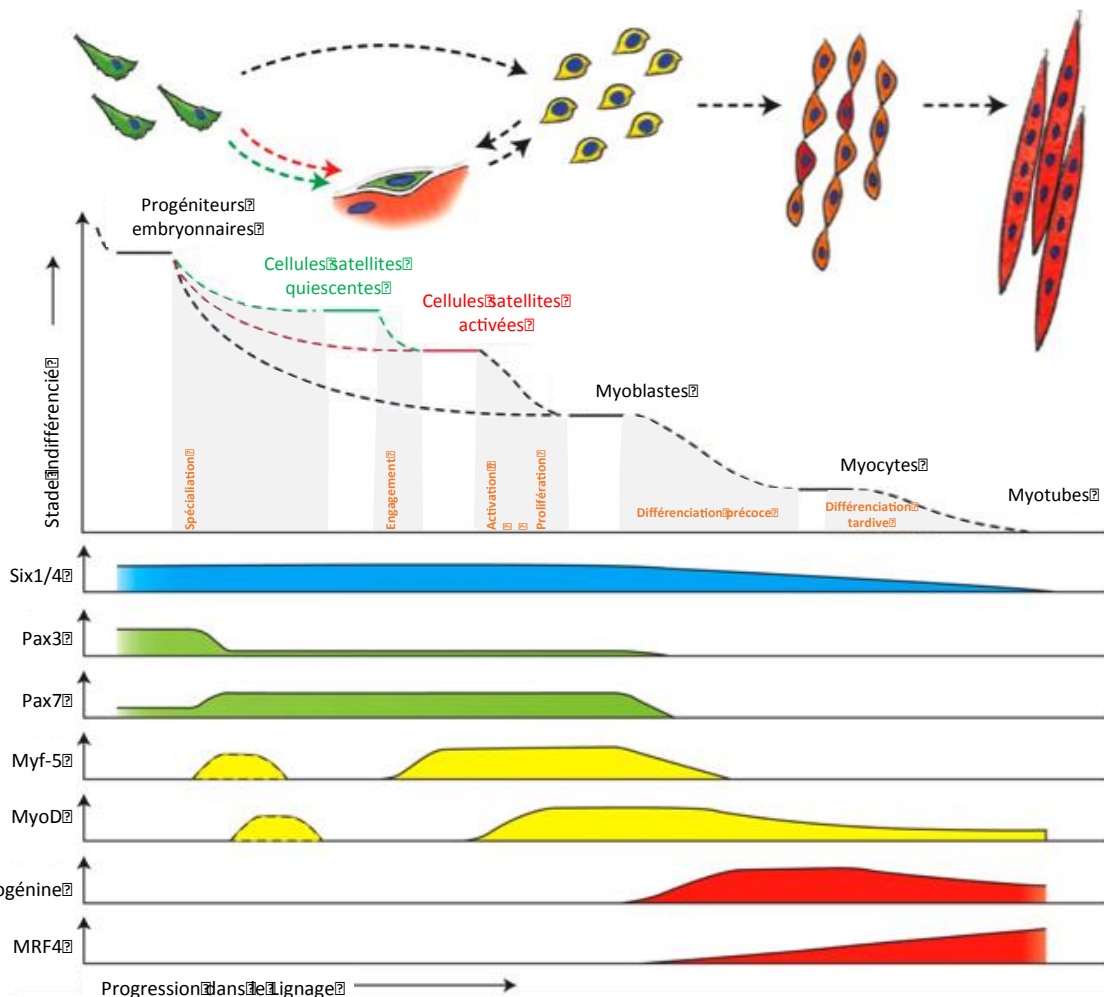 Progéniteurs
embryonnaires
Cellules satellites
quiescentes
Cellules satellites
activées
Myoblastes
Myocytes
Myotubes
Stade indifférencié
Spécialiation
Engagement
Activation
Prolifération
Différenciation précoce
Différenciation
tardive
Six1/4
Pax3
Pax7
Myf-5
MyoD
ogénine
MRF4
Progression dans le Lignage